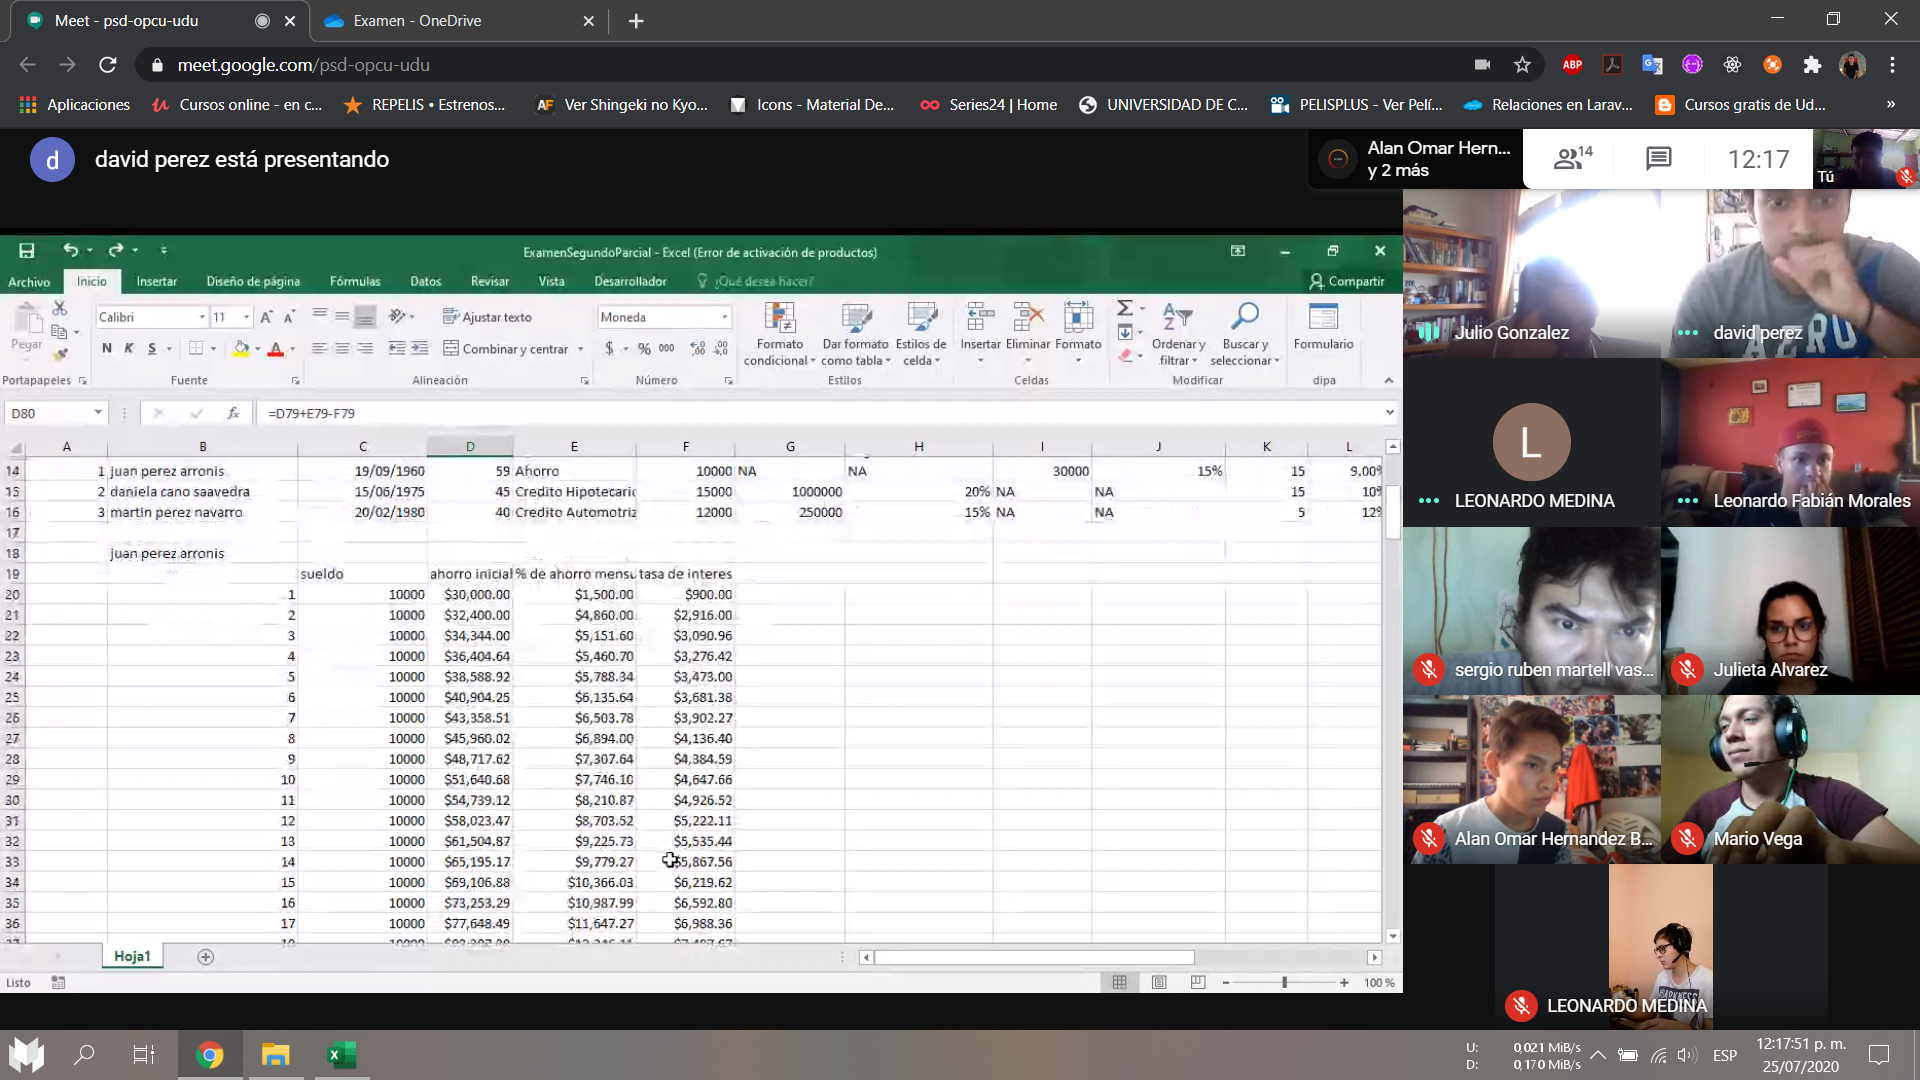 Meet - psd-opcu-udu
Examen - OneDrive
meet.google.com/psd-opcu-udu
ABP
Aplicaciones
Cursos online - en c...
REPELIS • Estrenos...
AF
Ver Shingeki no Kyo...
Icons - Material De...
Series24 | Home
UNIVERSIDAD DE C...
PELISPLUS - Ver Pelí...
Relaciones en Larav...
Cursos gratis de Ud...
»
d
david perez está presentando
Alan Omar Hern...
y 2 más
14
12:17
Tú
ExamenSegundoParcial - Excel (Error de activación de productos)
Archivo Inicio Insertar Diseño de página Fórmulas Datos Revisar Vista Desarrollador ¿Qué desea hacer? Compartir
Pegar
Calibri 11
N K S
Ajustar texto
Combinar y centrar
Moneda
$ % 000
Formato condicional
Dar formato como tabla
Estilos de celda
Insertar Eliminar Formato
Ordenar y filtrar
Buscar y seleccionar
Formulario
Portapapeles Fuente Alineación Número Estilos Celdas Modificar dipa
D80 fx =D79+E79-F79
A B C D E F G H I J K L
14 1 juan perez arronis 19/09/1960 59 Ahorro 10000 NA NA 30000 15% 15 9.00%
15 2 daniela cano saavedra 15/06/1975 45 Credito Hipotecaric 15000 1000000 20% NA NA 15 10%
16 3 martin perez navarro 20/02/1980 40 Credito Automotriz 12000 250000 15% NA NA 5 12%
17
18 juan perez arronis
19 sueldo ahorro inicial % de ahorro mensu tasa de interes
20 1 10000 $30,000.00 $1,500.00 $900.00
21 2 10000 $32,400.00 $4,860.00 $2,916.00
22 3 10000 $34,344.00 $5,151.60 $3,090.96
23 4 10000 $36,404.64 $5,460.70 $3,276.42
24 5 10000 $38,588.92 $5,788.34 $3,473.00
25 6 10000 $40,904.25 $6,135.64 $3,681.38
26 7 10000 $43,358.51 $6,503.78 $3,902.27
27 8 10000 $45,960.02 $6,894.00 $4,136.40
28 9 10000 $48,717.62 $7,307.64 $4,384.59
29 10 10000 $51,640.68 $7,746.10 $4,647.66
30 11 10000 $54,739.12 $8,210.87 $4,926.52
31 12 10000 $58,023.47 $8,703.52 $5,222.11
32 13 10000 $61,504.87 $9,225.73 $5,535.44
33 14 10000 $65,195.17 $9,779.27 $5,867.56
34 15 10000 $69,106.88 $10,366.03 $6,219.62
35 16 10000 $73,253.29 $10,987.99 $6,592.80
36 17 10000 $77,648.49 $11,647.27 $6,988.36
Hoja1
Listo
100 %
Julio Gonzalez
david perez
L
LEONARDO MEDINA
Leonardo Fabián Morales
sergio ruben martell vas...
Julieta Alvarez
Alan Omar Hernandez B...
Mario Vega
LEONARDO MEDINA
U: 0,021 MiB/s
D: 0,170 MiB/s
ESP
12:17:51 p. m.
25/07/2020